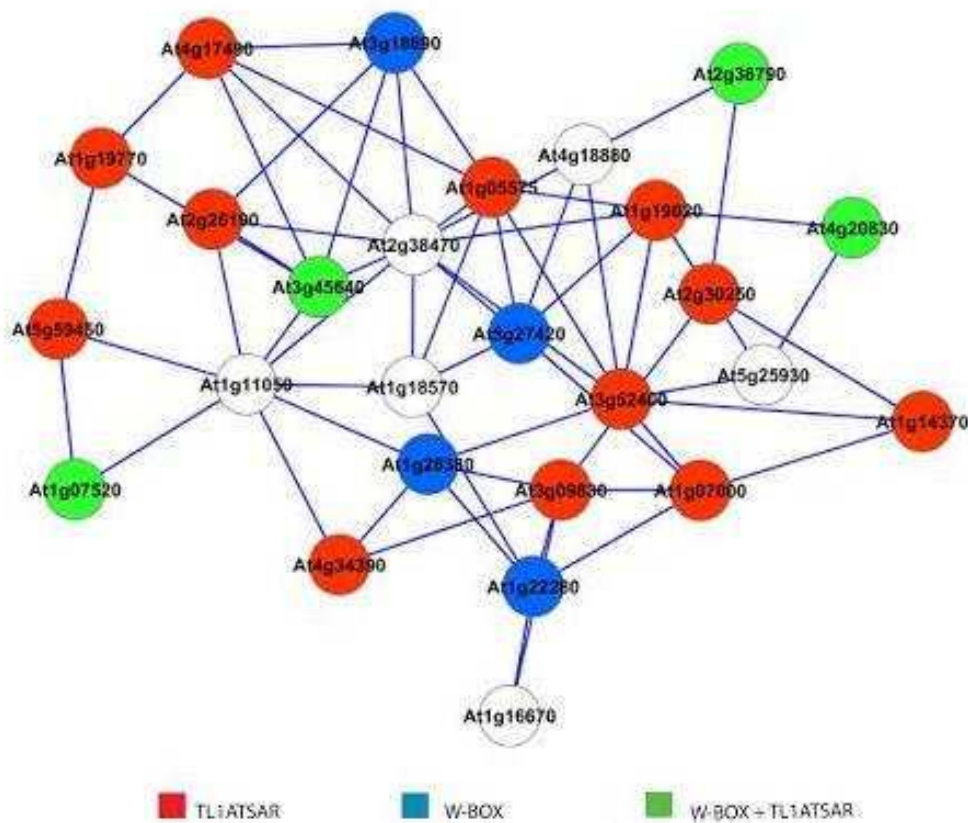 At4g17490
At3g18690
At2g38790
At1g19770
At4g18880
At1g05575
At1g19020
At2g26190
At4g20830
At2g38470
At3g45640
At2g30250
At5g59450
At5g27420
At1g11050
At1g18570
At5g25930
At3g52400
At1g14370
At1g28380
At1g07520
At3g09830
At1g07000
At4g34390
At1g22280
At1g16670
TL1ATSAR
W-BOX
W-BOX + TL1ATSAR